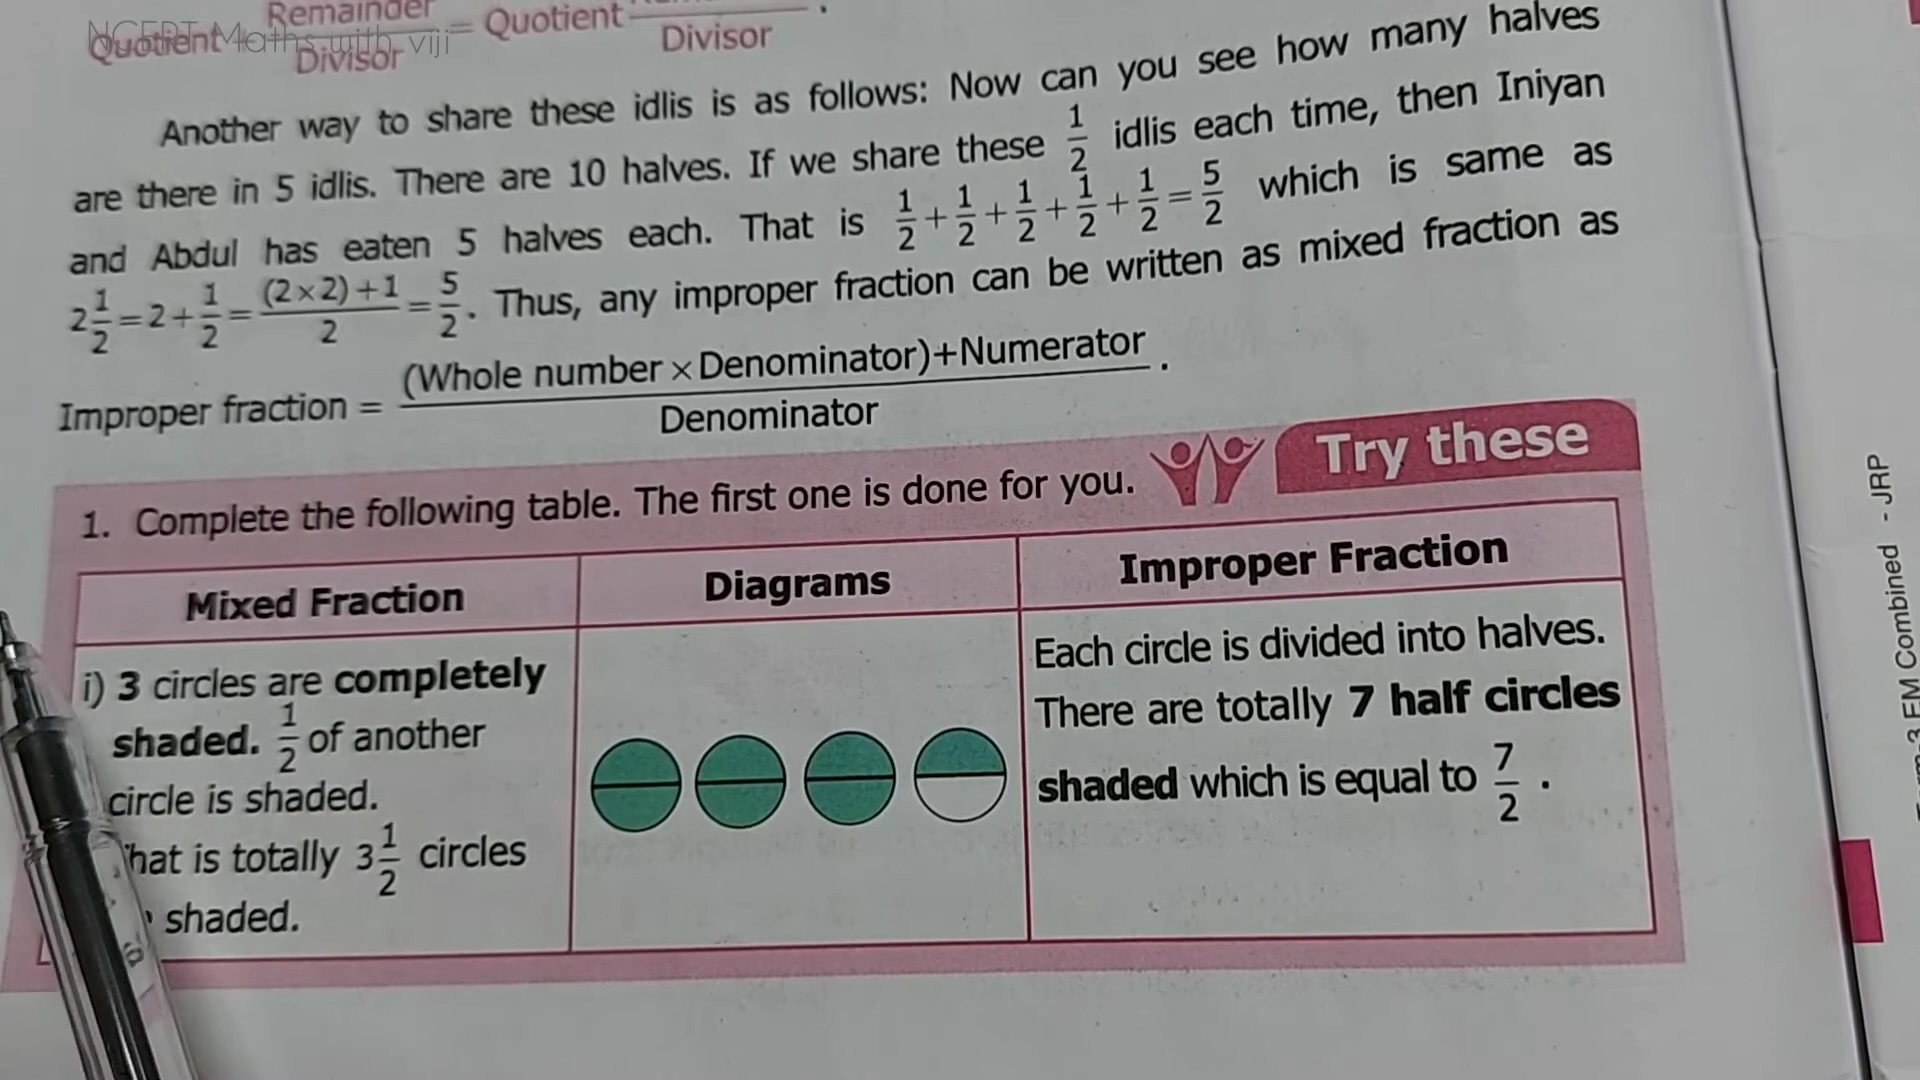 NCERT Maths with viji
Quotient Remainder/Divisor = Quotient /Divisor .
Another way to share these idlis is as follows: Now can you see how many halves
are there in 5 idlis. There are 10 halves. If we share these 1/2 idlis each time, then Iniyan
and Abdul has eaten 5 halves each. That is 1/2 + 1/2 + 1/2 + 1/2 + 1/2 = 5/2 which is same as
2 1/2 = 2 + 1/2 = (2×2)+1/2 = 5/2. Thus, any improper fraction can be written as mixed fraction as
Improper fraction = (Whole number × Denominator)+Numerator/Denominator .
Try these
1. Complete the following table. The first one is done for you.
Mixed Fraction
Diagrams
Improper Fraction
i) 3 circles are completely
shaded. 1/2 of another
circle is shaded.
hat is totally 3 1/2 circles
shaded.
Each circle is divided into halves.
There are totally 7 half circles
shaded which is equal to 7/2 .
EM Combined - JRP